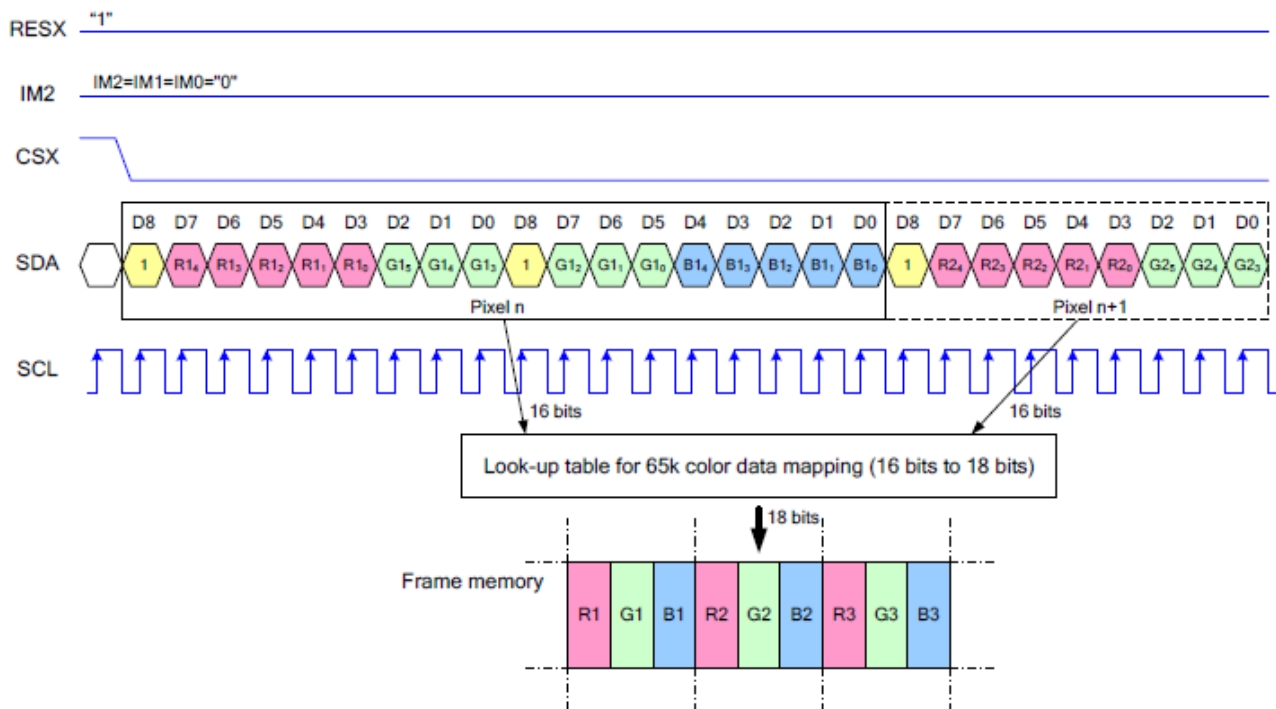 RESX "1"
IM2 IM2=IM1=IM0="0"
CSX
D8 D7 D6 D5 D4 D3 D2 D1 D0 D8 D7 D6 D5 D4 D3 D2 D1 D0 D8 D7 D6 D5 D4 D3 D2 D1 D0
SDA 1 R1₄ R1₃ R1₂ R1₁ R1₀ G1₅ G1₄ G1₃ 1 G1₂ G1₁ G1₀ B1₄ B1₃ B1₂ B1₁ B1₀ 1 R2₄ R2₃ R2₂ R2₁ R2₀ G2₅ G2₄ G2₃
Pixel n Pixel n+1
SCL
16 bits 16 bits
Look-up table for 65k color data mapping (16 bits to 18 bits)
18 bits
Frame memory
R1 G1 B1 R2 G2 B2 R3 G3 B3